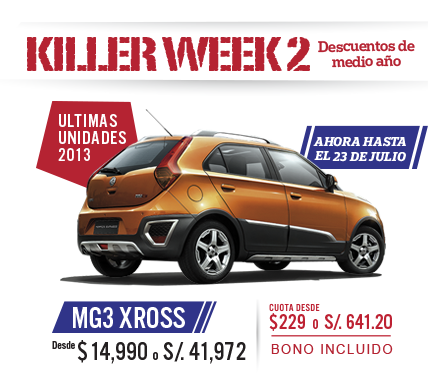 KILLER WEEK 2
Descuentos de
medio año
ULTIMAS
UNIDADES
2013
AHORA HASTA
EL 23 DE JULIO
MG3 XROSS
Desde $ 14,990 o S/. 41,972
CUOTA DESDE
$229 o S/. 641.20
BONO INCLUIDO